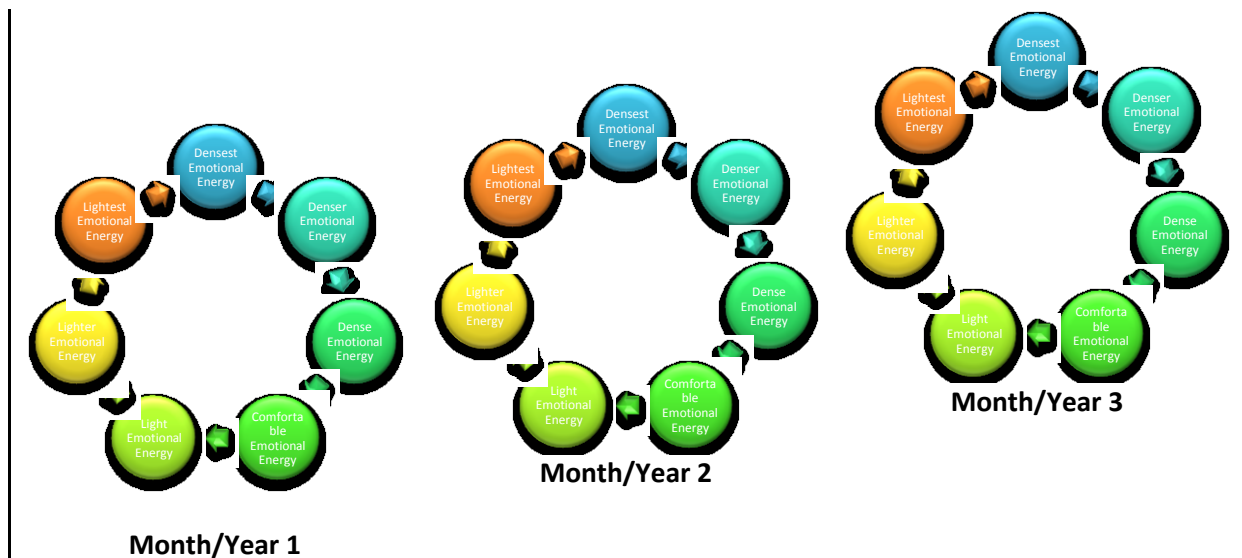 Densest
Emotional
Energy
Denser
Emotional
Energy
Dense
Emotional
Energy
Comforta
ble
Emotional
Energy
Light
Emotional
Energy
Lighter
Emotional
Energy
Lightest
Emotional
Energy
Month/Year 1
Densest
Emotional
Energy
Denser
Emotional
Energy
Dense
Emotional
Energy
Comforta
ble
Emotional
Energy
Light
Emotional
Energy
Lighter
Emotional
Energy
Lightest
Emotional
Energy
Month/Year 2
Densest
Emotional
Energy
Denser
Emotional
Energy
Dense
Emotional
Energy
Comforta
ble
Emotional
Energy
Light
Emotional
Energy
Lighter
Emotional
Energy
Lightest
Emotional
Energy
Month/Year 3